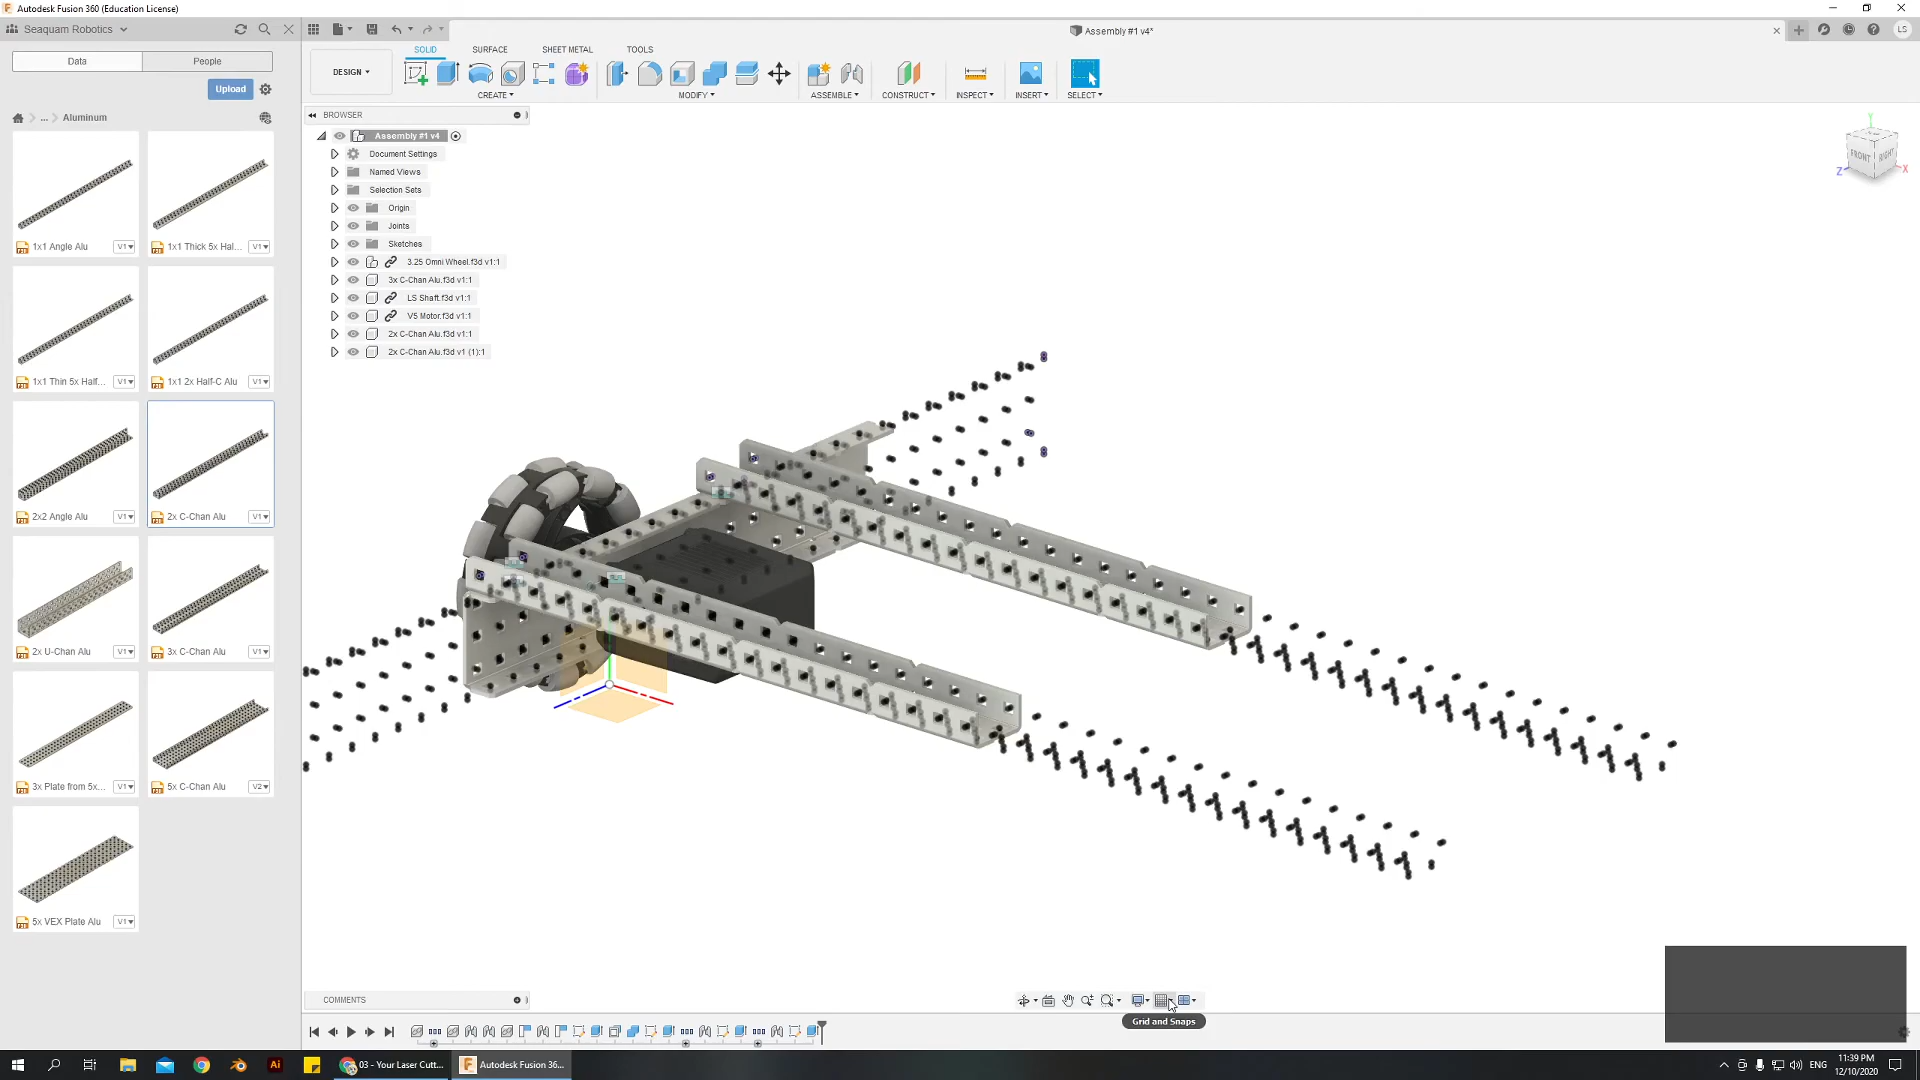 Autodesk Fusion 360 (Education License)
Seaquam Robotics
Assembly #1 v4*
LS
Data
People
Upload
... Aluminum
DESIGN
SOLID
SURFACE
SHEET METAL
TOOLS
CREATE
MODIFY
ASSEMBLE
CONSTRUCT
INSPECT
INSERT
SELECT
BROWSER
Assembly #1 v4
Document Settings
Named Views
Selection Sets
Origin
Joints
Sketches
3.25 Omni Wheel.f3d v1:1
3x C-Chan Alu.f3d v1:1
LS Shaft.f3d v1:1
V5 Motor.f3d v1:1
2x C-Chan Alu.f3d v1:1
2x C-Chan Alu.f3d v1 (1):1
1x1 Angle Alu V1
1x1 Thick 5x Hal... V1
1x1 Thin 5x Half... V1
1x1 2x Half-C Alu V1
2x2 Angle Alu V1
2x C-Chan Alu V1
2x U-Chan Alu V1
3x C-Chan Alu V1
3x Plate from 5x... V1
5x C-Chan Alu V2
5x VEX Plate Alu V1
Y
Z
X
FRONT
RIGHT
COMMENTS
Grid and Snaps
Ai
03 - Your Laser Cutt...
Autodesk Fusion 36...
ENG
11:39 PM
12/10/2020